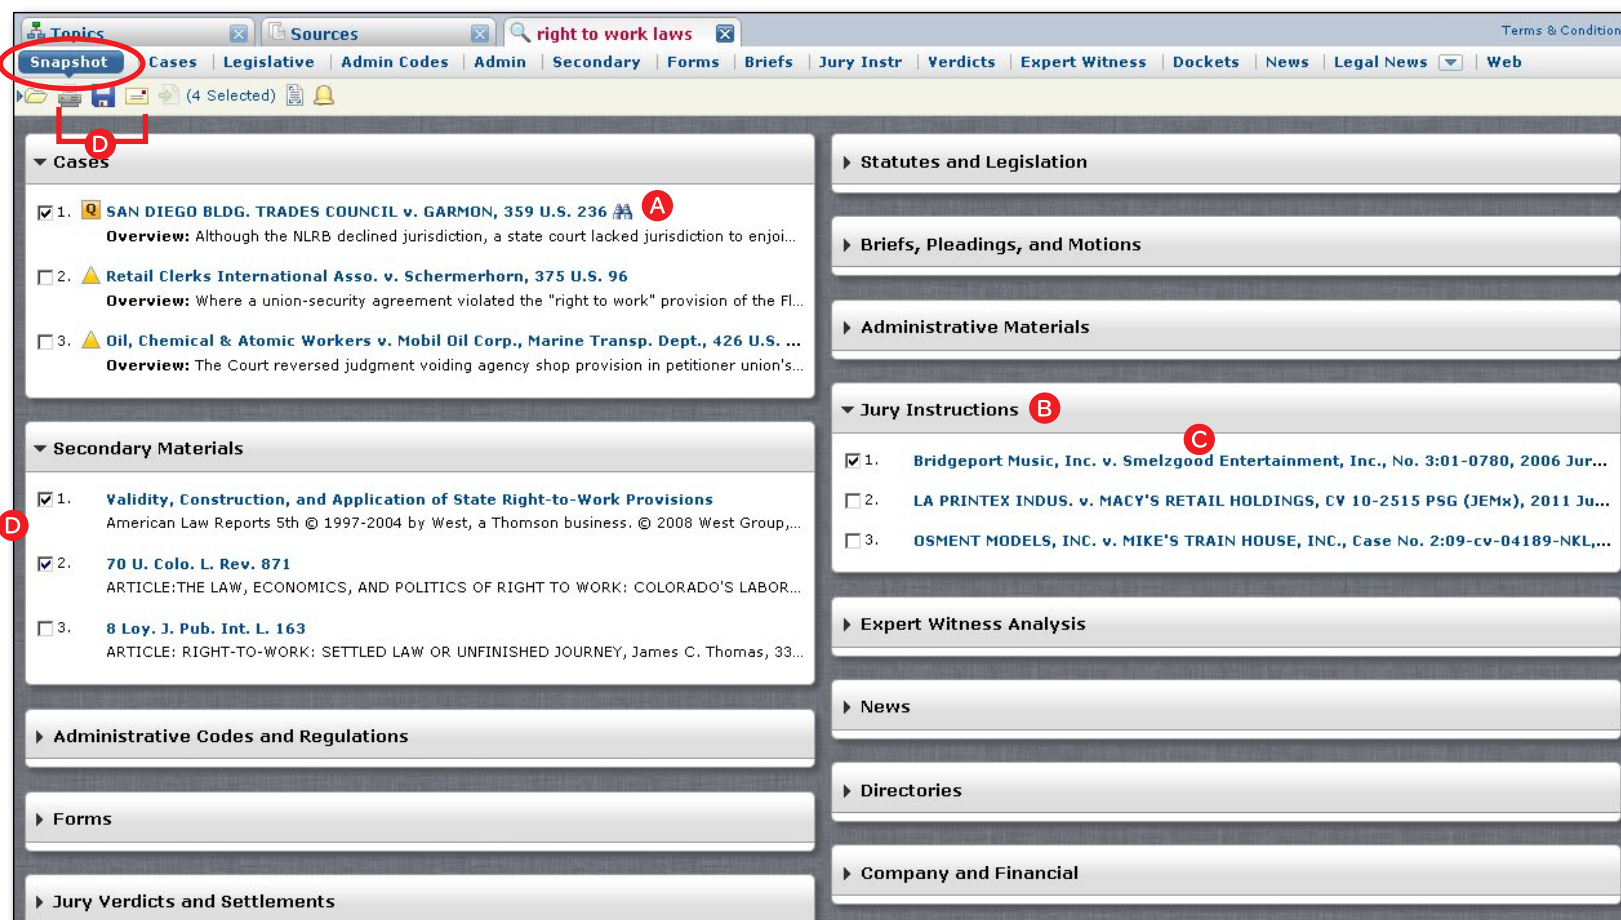 Topics
Sources
right to work laws
Terms & Condition
Snapshot Cases | Legislative | Admin Codes | Admin | Secondary | Forms | Briefs | Jury Instr | Verdicts | Expert Witness | Dockets | News | Legal News | Web
(4 Selected)
D
Cases
1. Q SAN DIEGO BLDG. TRADES COUNCIL v. GARMON, 359 U.S. 236 A
Overview: Although the NLRB declined jurisdiction, a state court lacked jurisdiction to enjoi...
2. Retail Clerks International Asso. v. Schermerhorn, 375 U.S. 96
Overview: Where a union-security agreement violated the "right to work" provision of the Fl...
3. Oil, Chemical & Atomic Workers v. Mobil Oil Corp., Marine Transp. Dept., 426 U.S. ...
Overview: The Court reversed judgment voiding agency shop provision in petitioner union's...
Secondary Materials
1. Validity, Construction, and Application of State Right-to-Work Provisions
American Law Reports 5th © 1997-2004 by West, a Thomson business. © 2008 West Group,...
D
2. 70 U. Colo. L. Rev. 871
ARTICLE:THE LAW, ECONOMICS, AND POLITICS OF RIGHT TO WORK: COLORADO'S LABOR...
3. 8 Loy. J. Pub. Int. L. 163
ARTICLE: RIGHT-TO-WORK: SETTLED LAW OR UNFINISHED JOURNEY, James C. Thomas, 33...
Administrative Codes and Regulations
Forms
Jury Verdicts and Settlements
Statutes and Legislation
Briefs, Pleadings, and Motions
Administrative Materials
Jury Instructions B
C
1. Bridgeport Music, Inc. v. Smelzgood Entertainment, Inc., No. 3:01-0780, 2006 Jur...
2. LA PRINTEX INDUS. v. MACY'S RETAIL HOLDINGS, CV 10-2515 PSG (JEMx), 2011 Ju...
3. OSMENT MODELS, INC. v. MIKE'S TRAIN HOUSE, INC., Case No. 2:09-cv-04189-NKL,...
Expert Witness Analysis
News
Directories
Company and Financial